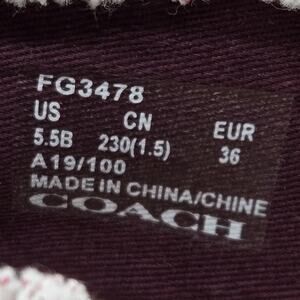 FG3478
US CN EUR
5.5B 230(1.5) 36
A19/100
MADE IN CHINA/CHINE
COACH